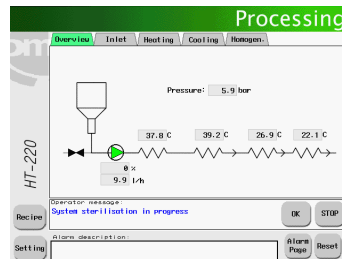 Processing
Overview Inlet Heating Cooling Homogen.
Pressure: 5.9 bar
37.8 C 39.2 C 26.9 C 22.1 C
0 %
9.9 l/h
HT-220
Operator message:
System sterilisation in progress
OK STOP
Recipe
Alarm description:
Setting
Alarm Page
Reset